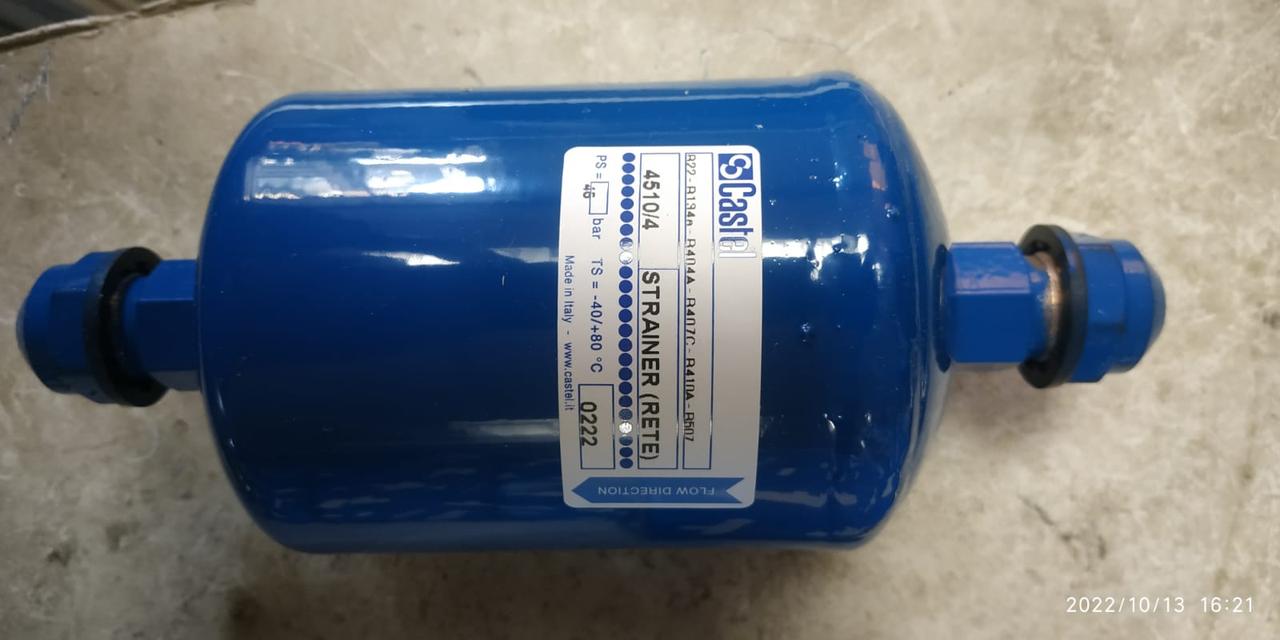 Castel
R22 - R134a - R404A - R407C - R410A - R507
4510/4 STRAINER (RETE)
PS = 45 bar TS = -40/+80 °C 0222
Made in Italy - www.castel.it
FLOW DIRECTION
2022/10/13 16:21